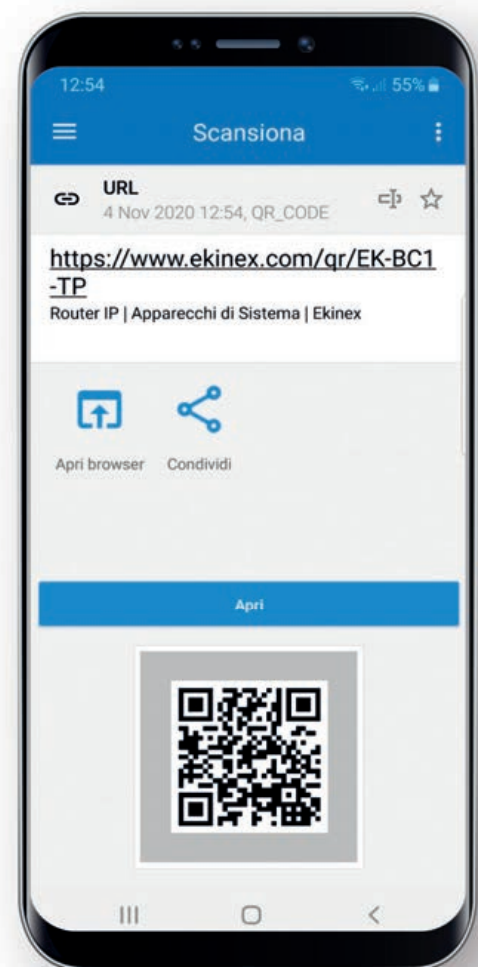 12:54
55%
Scansiona
URL
4 Nov 2020 12:54, QR_CODE
https://www.ekinex.com/qr/EK-BC1
-TP
Router IP | Apparecchi di Sistema | Ekinex
Apri browser
Condividi
Apri